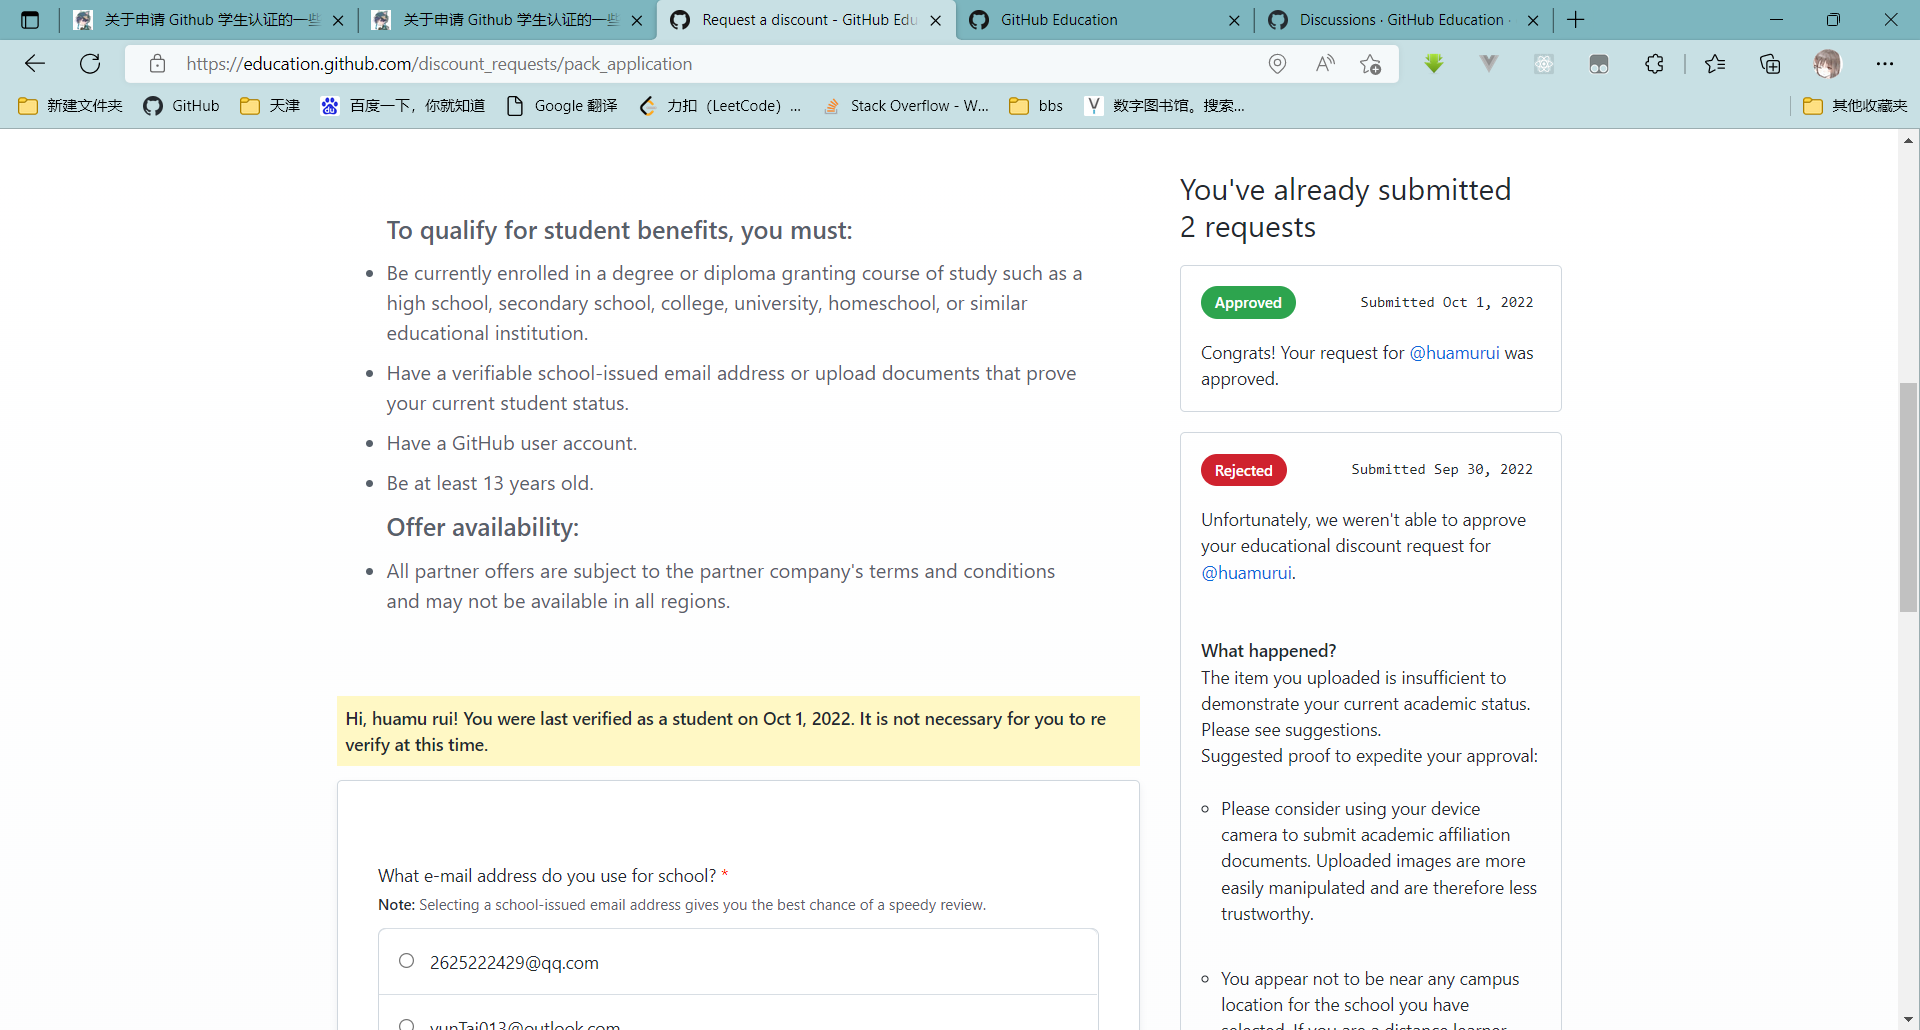 关于申请 Github 学生认证的一些
关于申请 Github 学生认证的一些
Request a discount - GitHub Edu
GitHub Education
Discussions · GitHub Education ·
https://education.github.com/discount_requests/pack_application
新建文件夹
GitHub
天津
百度一下，你就知道
Google 翻译
力扣（LeetCode）...
Stack Overflow - W...
bbs
数字图书馆。搜索...
其他收藏夹
To qualify for student benefits, you must:
Be currently enrolled in a degree or diploma granting course of study such as a
high school, secondary school, college, university, homeschool, or similar
educational institution.
Have a verifiable school-issued email address or upload documents that prove
your current student status.
Have a GitHub user account.
Be at least 13 years old.
Offer availability:
All partner offers are subject to the partner company's terms and conditions
and may not be available in all regions.
Hi, huamu rui! You were last verified as a student on Oct 1, 2022. It is not necessary for you to re
verify at this time.
What e-mail address do you use for school? *
Note: Selecting a school-issued email address gives you the best chance of a speedy review.
2625222429@qq.com
yunTai013@outlook.com
You've already submitted
2 requests
Approved
Submitted Oct 1, 2022
Congrats! Your request for @huamurui was
approved.
Rejected
Submitted Sep 30, 2022
Unfortunately, we weren't able to approve
your educational discount request for
@huamurui.
What happened?
The item you uploaded is insufficient to
demonstrate your current academic status.
Please see suggestions.
Suggested proof to expedite your approval:
Please consider using your device
camera to submit academic affiliation
documents. Uploaded images are more
easily manipulated and are therefore less
trustworthy.
You appear not to be near any campus
location for the school you have
selected. If you are a distance learner